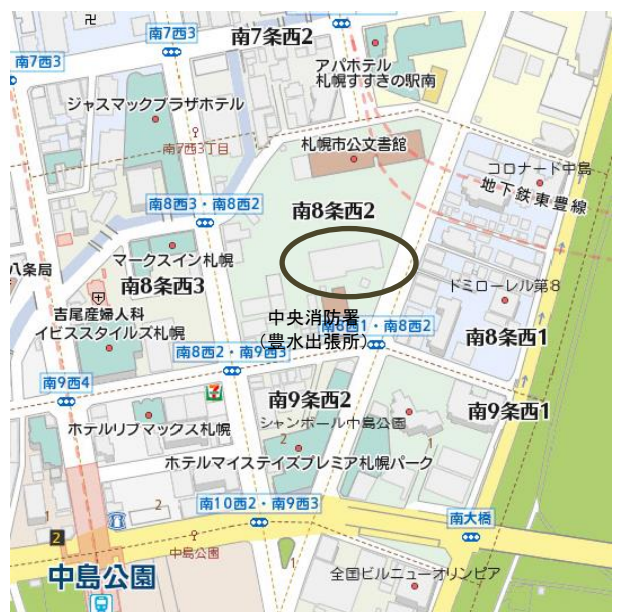 卍
南7西3
南7条西2
南7西3
アパホテル
札幌すすきの駅南
ジャスマックプラザホテル
札幌市公文書館
南7西3丁目
コロナード中島
地下鉄東豊線
南8西3・南8西2
南8条西2
八条局
マークスイン札幌
南8条西3
ドミローレル第8
吉尾産婦人科
イビススタイルズ札幌
中央消防署
(豊水出張所)
南8西1・南8西2
南8条西1
南8西2・南9西3
南9西4
南9条西2
南9条西1
シャンボール中島公園
ホテルリブマックス札幌
2
1
ホテルマイステイズプレミア札幌パーク
2
南10西2・南9西3
南大橋
1
2
中島公園
中島公園
1
全国ビルニューオリンピア